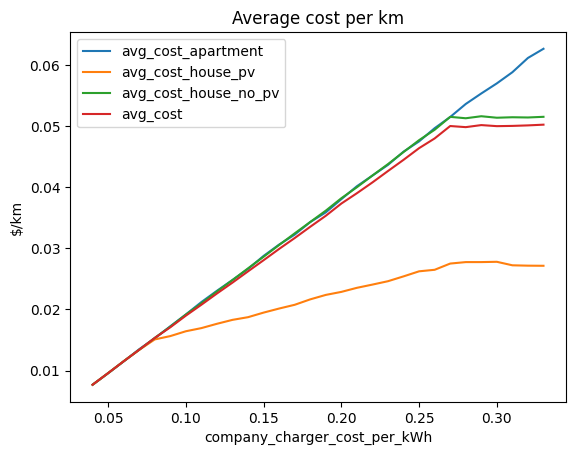 Average cost per km
avg_cost_apartment
avg_cost_house_pv
avg_cost_house_no_pv
avg_cost
0.06
0.05
0.04
0.03
0.02
0.01
$/km
0.05
0.10
0.15
0.20
0.25
0.30
company_charger_cost_per_kWh